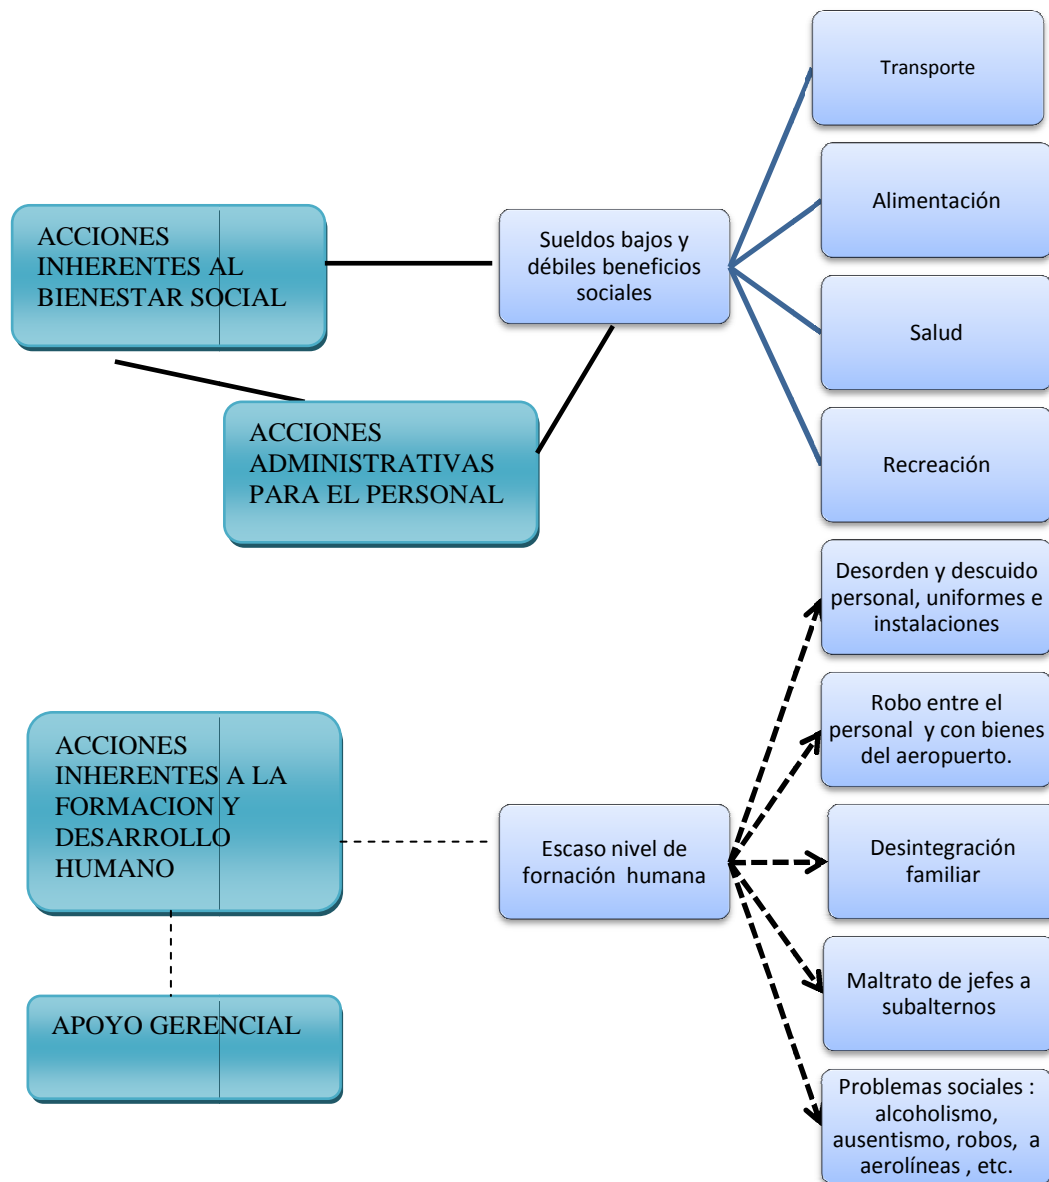 Transporte
Alimentación
ACCIONES
INHERENTES AL
BIENESTAR SOCIAL
Sueldos bajos y
débiles beneficios
sociales
Salud
ACCIONES
ADMINISTRATIVAS
PARA EL PERSONAL
Recreación
Desorden y descuido
personal, uniformes e
instalaciones
Robo entre el
personal y con bienes
del aeropuerto.
ACCIONES
INHERENTES A LA
FORMACION Y
DESARROLLO
HUMANO
Escaso nivel de
fornación humana
Desintegración
familiar
Maltrato de jefes a
subalternos
APOYO GERENCIAL
Problemas sociales :
alcoholismo,
ausentismo, robos, a
aerolíneas , etc.